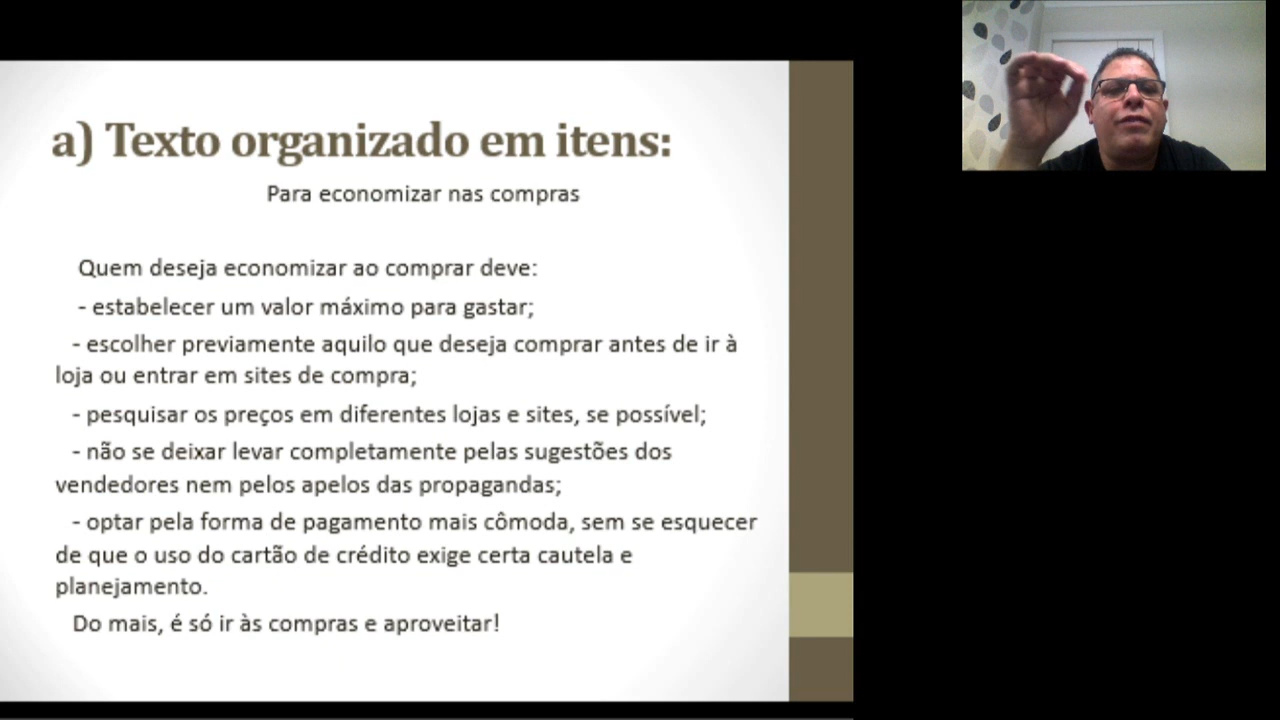 a) Texto organizado em itens:
Para economizar nas compras
Quem deseja economizar ao comprar deve:
- estabelecer um valor máximo para gastar;
- escolher previamente aquilo que deseja comprar antes de ir à
loja ou entrar em sites de compra;
- pesquisar os preços em diferentes lojas e sites, se possível;
- não se deixar levar completamente pelas sugestões dos
vendedores nem pelos apelos das propagandas;
- optar pela forma de pagamento mais cômoda, sem se esquecer
de que o uso do cartão de crédito exige certa cautela e
planejamento.
Do mais, é só ir às compras e aproveitar!